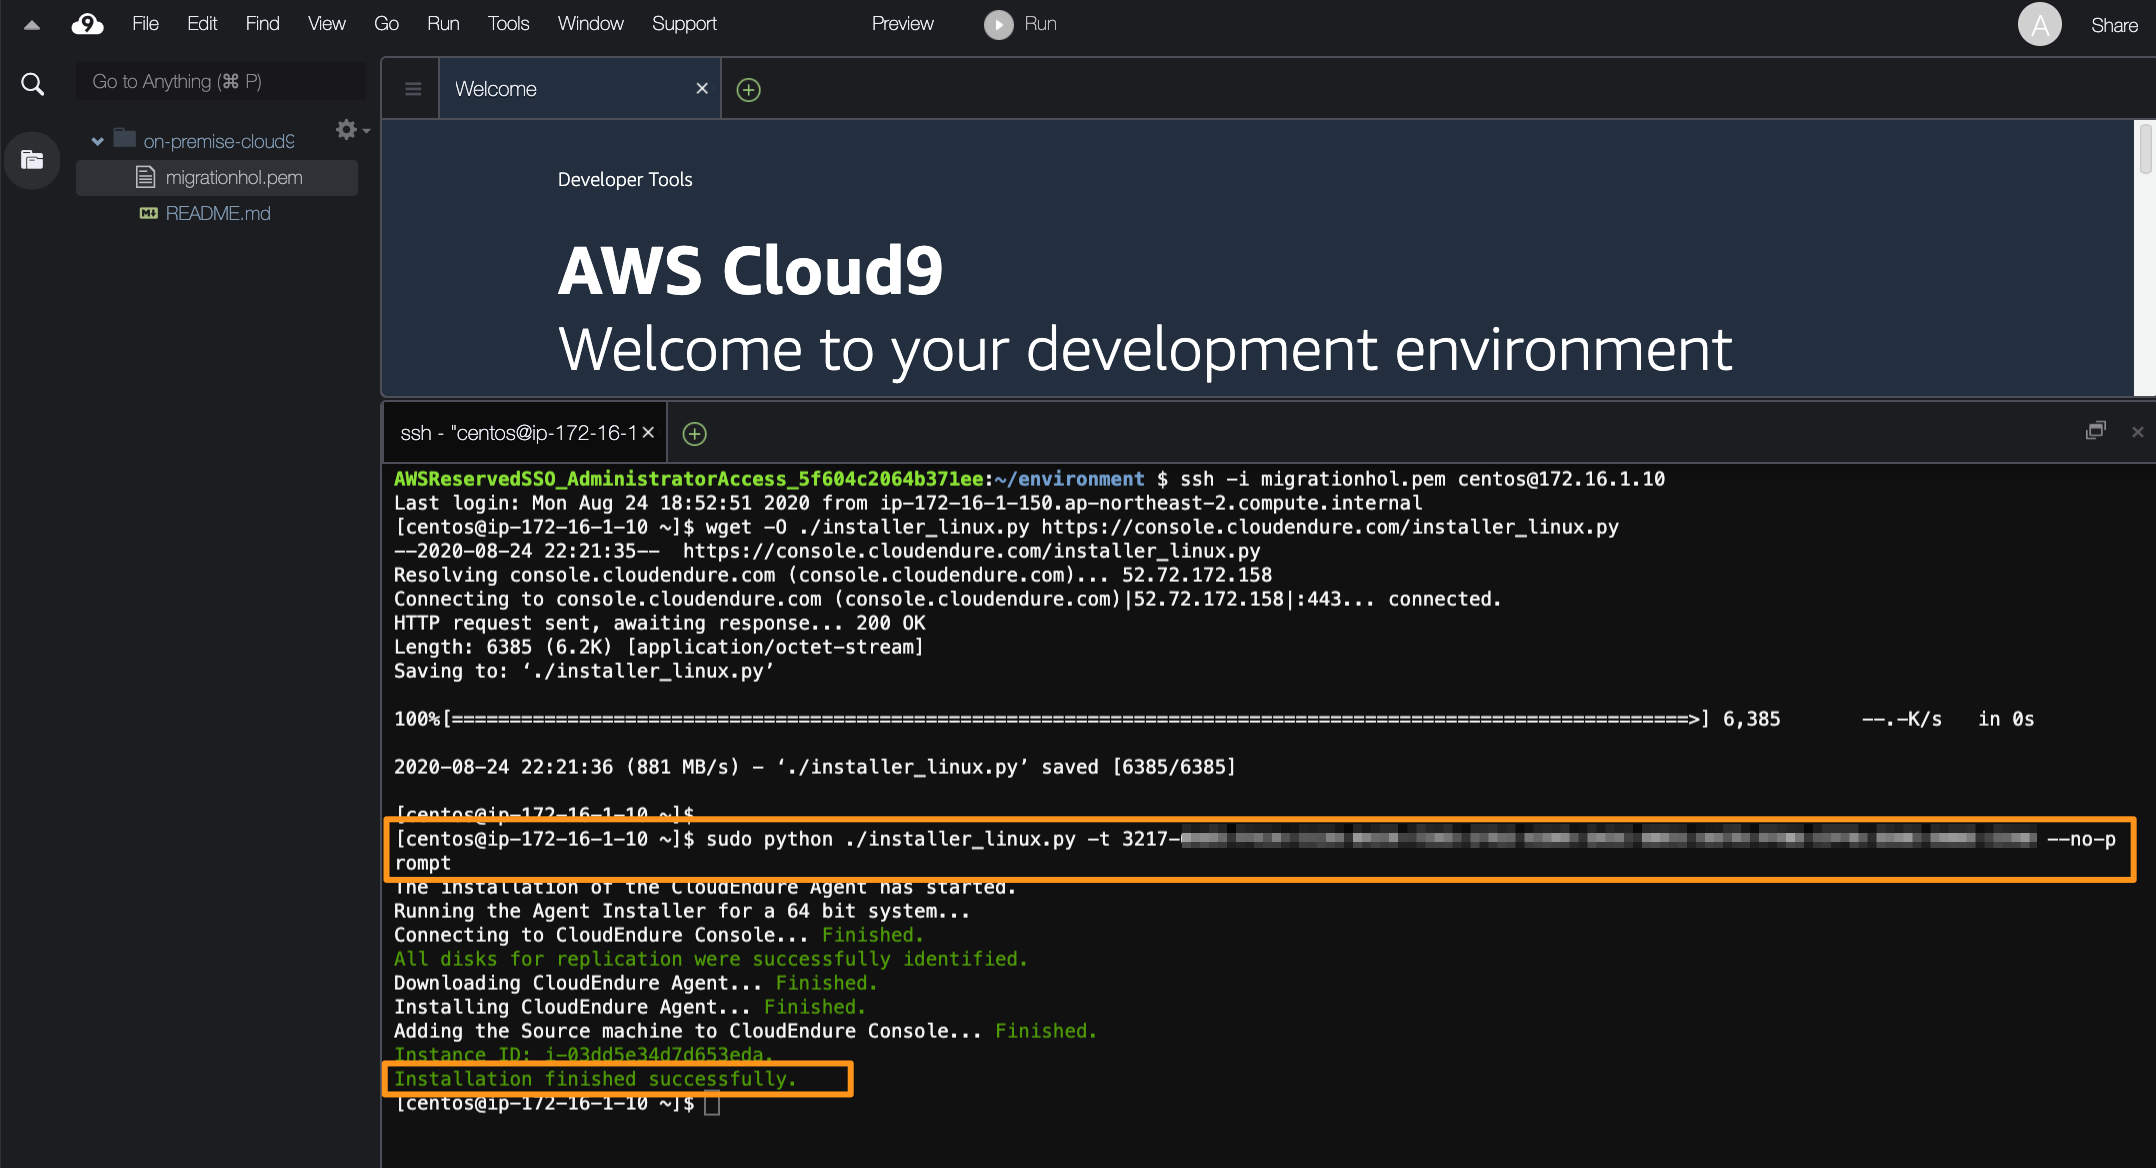 9 File Edit Find View Go Run Tools Window Support Preview Run A Share
Go to Anything (⌘ P)
Welcome
on-premise-cloud9
migrationhol.pem
README.md
Developer Tools
AWS Cloud9
Welcome to your development environment
ssh - "centos@ip-172-16-1
AWSReservedSSO_AdministratorAccess_5f604c2064b371ee:~/environment $ ssh -i migrationhol.pem centos@172.16.1.10
Last login: Mon Aug 24 18:52:51 2020 from ip-172-16-1-150.ap-northeast-2.compute.internal
[centos@ip-172-16-1-10 ~]$ wget -O ./installer_linux.py https://console.cloudendure.com/installer_linux.py
--2020-08-24 22:21:35-- https://console.cloudendure.com/installer_linux.py
Resolving console.cloudendure.com (console.cloudendure.com)... 52.72.172.158
Connecting to console.cloudendure.com (console.cloudendure.com)|52.72.172.158|:443... connected.
HTTP request sent, awaiting response... 200 OK
Length: 6385 (6.2K) [application/octet-stream]
Saving to: ‘./installer_linux.py’
100%[===========================================================================================================>] 6,385 --.-K/s in 0s
2020-08-24 22:21:36 (881 MB/s) - ‘./installer_linux.py’ saved [6385/6385]
[centos@ip-172-16-1-10 ~]$
[centos@ip-172-16-1-10 ~]$ sudo python ./installer_linux.py -t 3217- --no-p
rompt
The installation of the CloudEndure Agent has started.
Running the Agent Installer for a 64 bit system...
Connecting to CloudEndure Console... Finished.
All disks for replication were successfully identified.
Downloading CloudEndure Agent... Finished.
Installing CloudEndure Agent... Finished.
Adding the Source machine to CloudEndure Console... Finished.
Instance ID: i-03dd5e34d7d653eda.
Installation finished successfully.
[centos@ip-172-16-1-10 ~]$